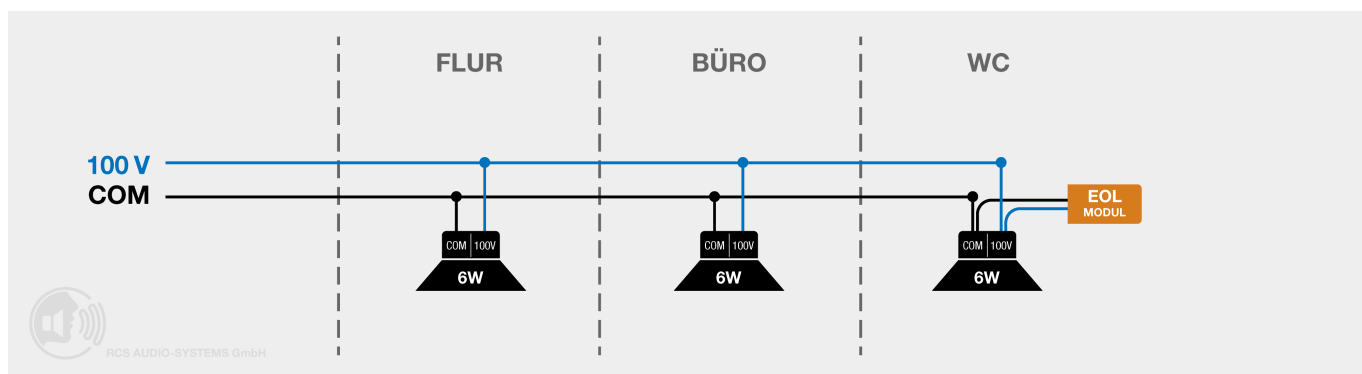 FLUR BÜRO WC
100 V
COM
EOL
MODUL
COM 100V COM 100V COM 100V
6W 6W 6W
RCS AUDIO-SYSTEMS GmbH